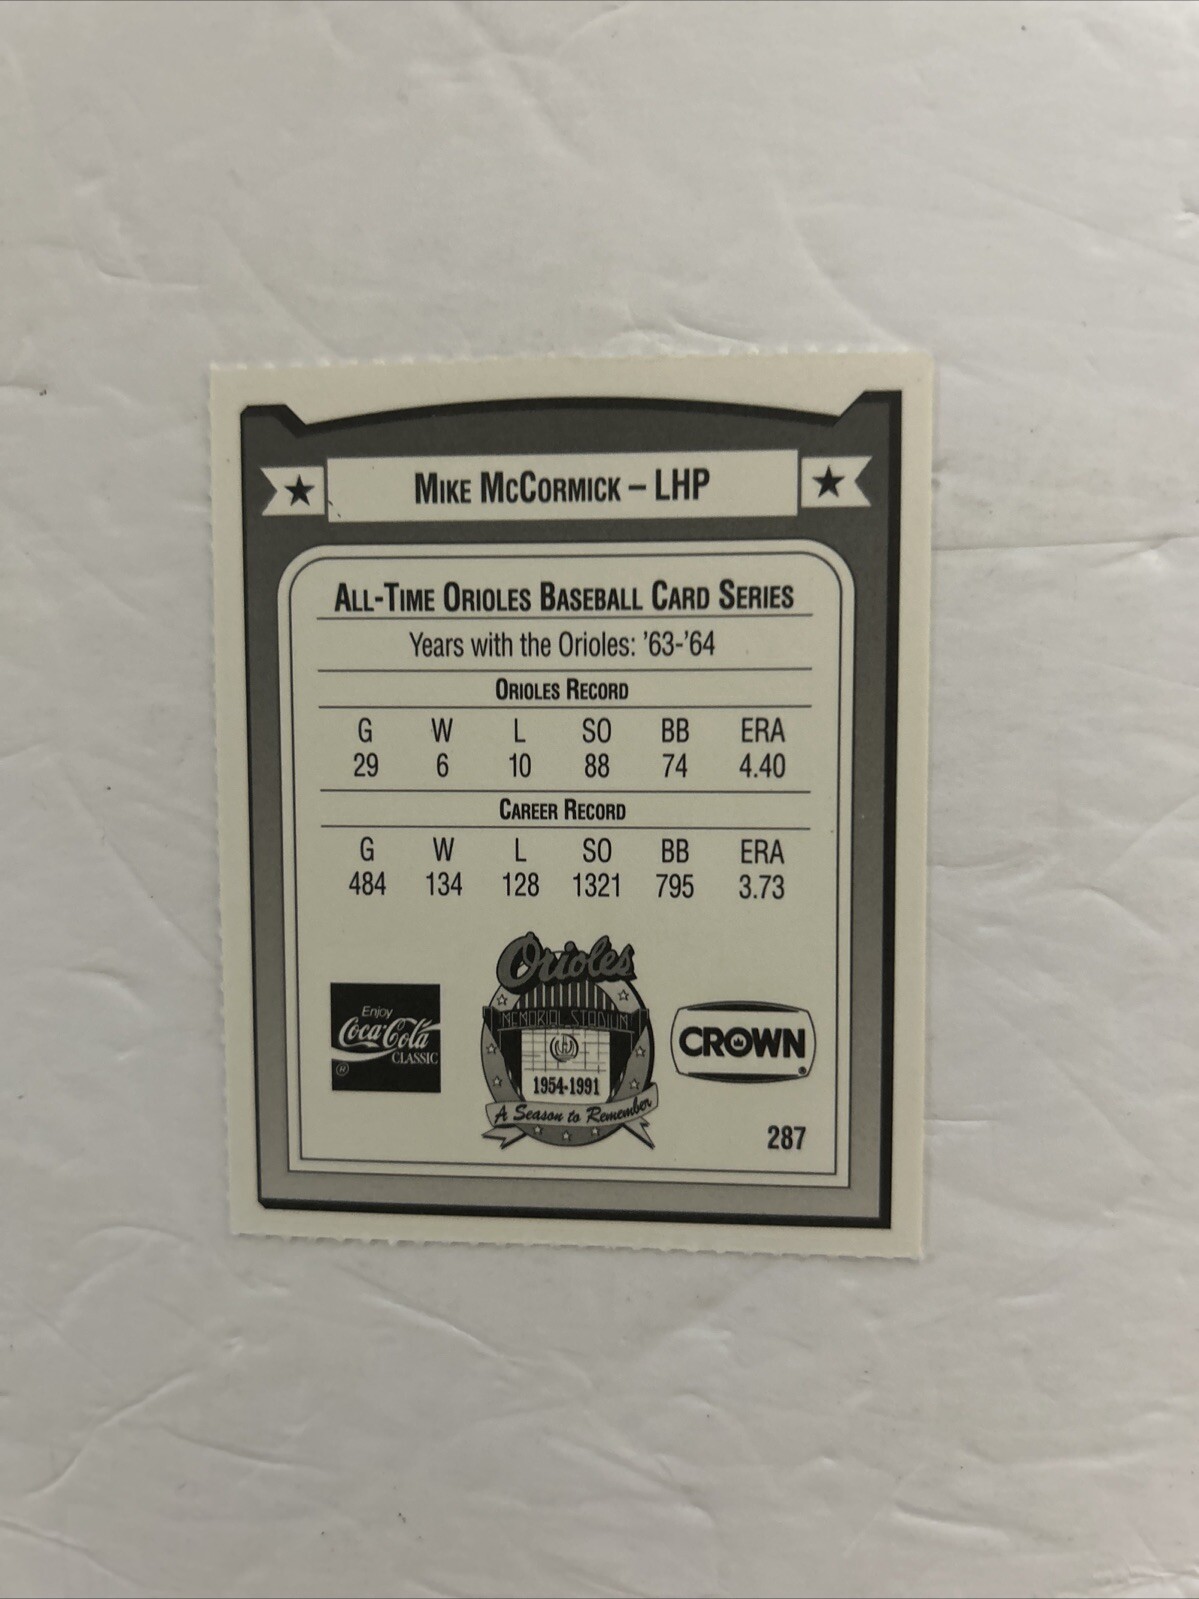 MIKE MCCORMICK – LHP
ALL-TIME ORIOLES BASEBALL CARD SERIES
Years with the Orioles: '63-'64
ORIOLES RECORD
G W L SO BB ERA
29 6 10 88 74 4.40
CAREER RECORD
G W L SO BB ERA
484 134 128 1321 795 3.73
Orioles
MEMORIAL STADIUM
1954-1991
A Season to Remember
Enjoy
Coca-Cola
CLASSIC
®
CROWN
®
287